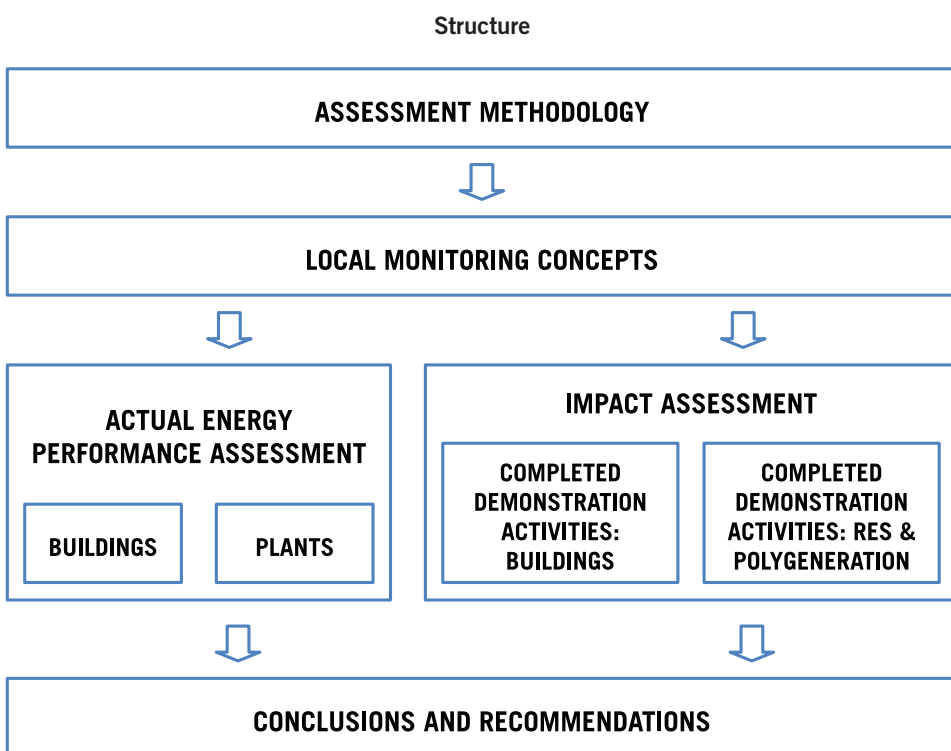 Structure
ASSESSMENT METHODOLOGY
LOCAL MONITORING CONCEPTS
ACTUAL ENERGY
PERFORMANCE ASSESSMENT
BUILDINGS
PLANTS
IMPACT ASSESSMENT
COMPLETED
DEMONSTRATION
ACTIVITIES:
BUILDINGS
COMPLETED
DEMONSTRATION
ACTIVITIES: RES &
POLYGENERATION
CONCLUSIONS AND RECOMMENDATIONS